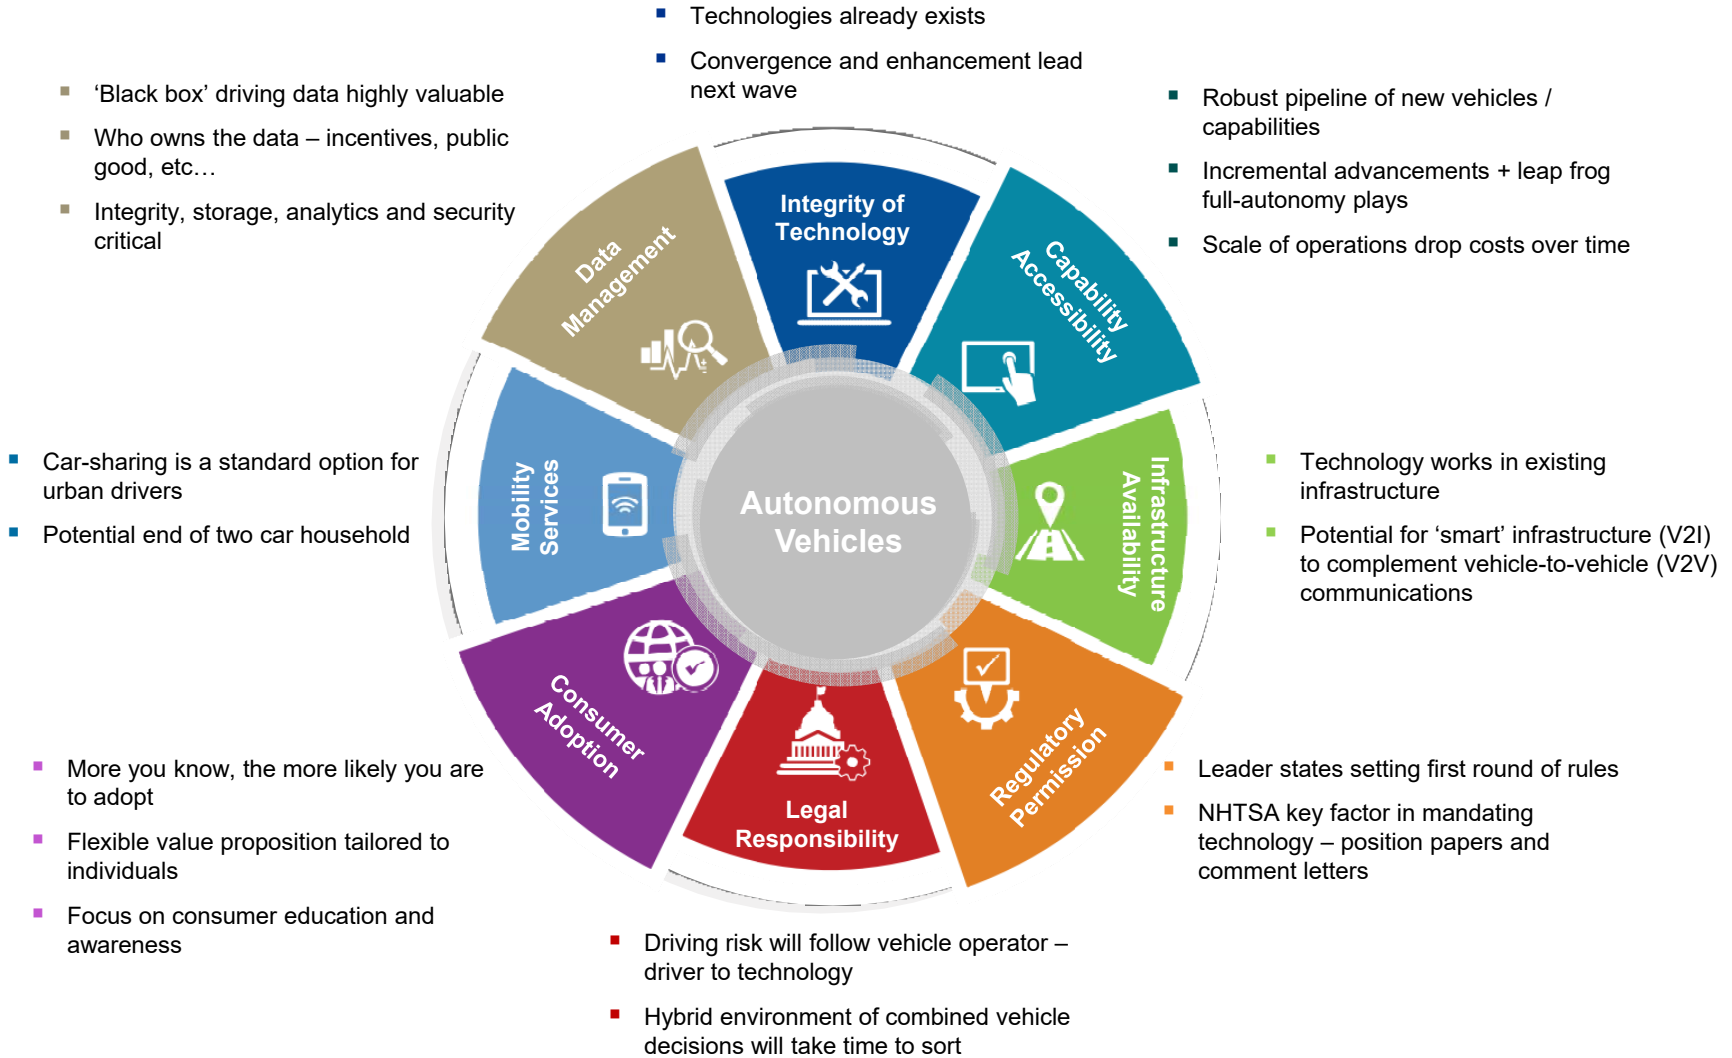 Technologies already exists
Convergence and enhancement lead
next wave
‘Black box’ driving data highly valuable
Who owns the data – incentives, public
good, etc…
Integrity, storage, analytics and security
critical
Robust pipeline of new vehicles /
capabilities
Incremental advancements + leap frog
full-autonomy plays
Scale of operations drop costs over time
Integrity of
Technology
Data
Management
Capability
Accessibility
Car-sharing is a standard option for
urban drivers
Potential end of two car household
Mobility
Services
Autonomous
Vehicles
Infrastructure
Availability
Technology works in existing
infrastructure
Potential for ‘smart’ infrastructure (V2I)
to complement vehicle-to-vehicle (V2V)
communications
Consumer
Adoption
Legal
Responsibility
Regulatory
Permission
More you know, the more likely you are
to adopt
Flexible value proposition tailored to
individuals
Focus on consumer education and
awareness
Leader states setting first round of rules
NHTSA key factor in mandating
technology – position papers and
comment letters
Driving risk will follow vehicle operator –
driver to technology
Hybrid environment of combined vehicle
decisions will take time to sort